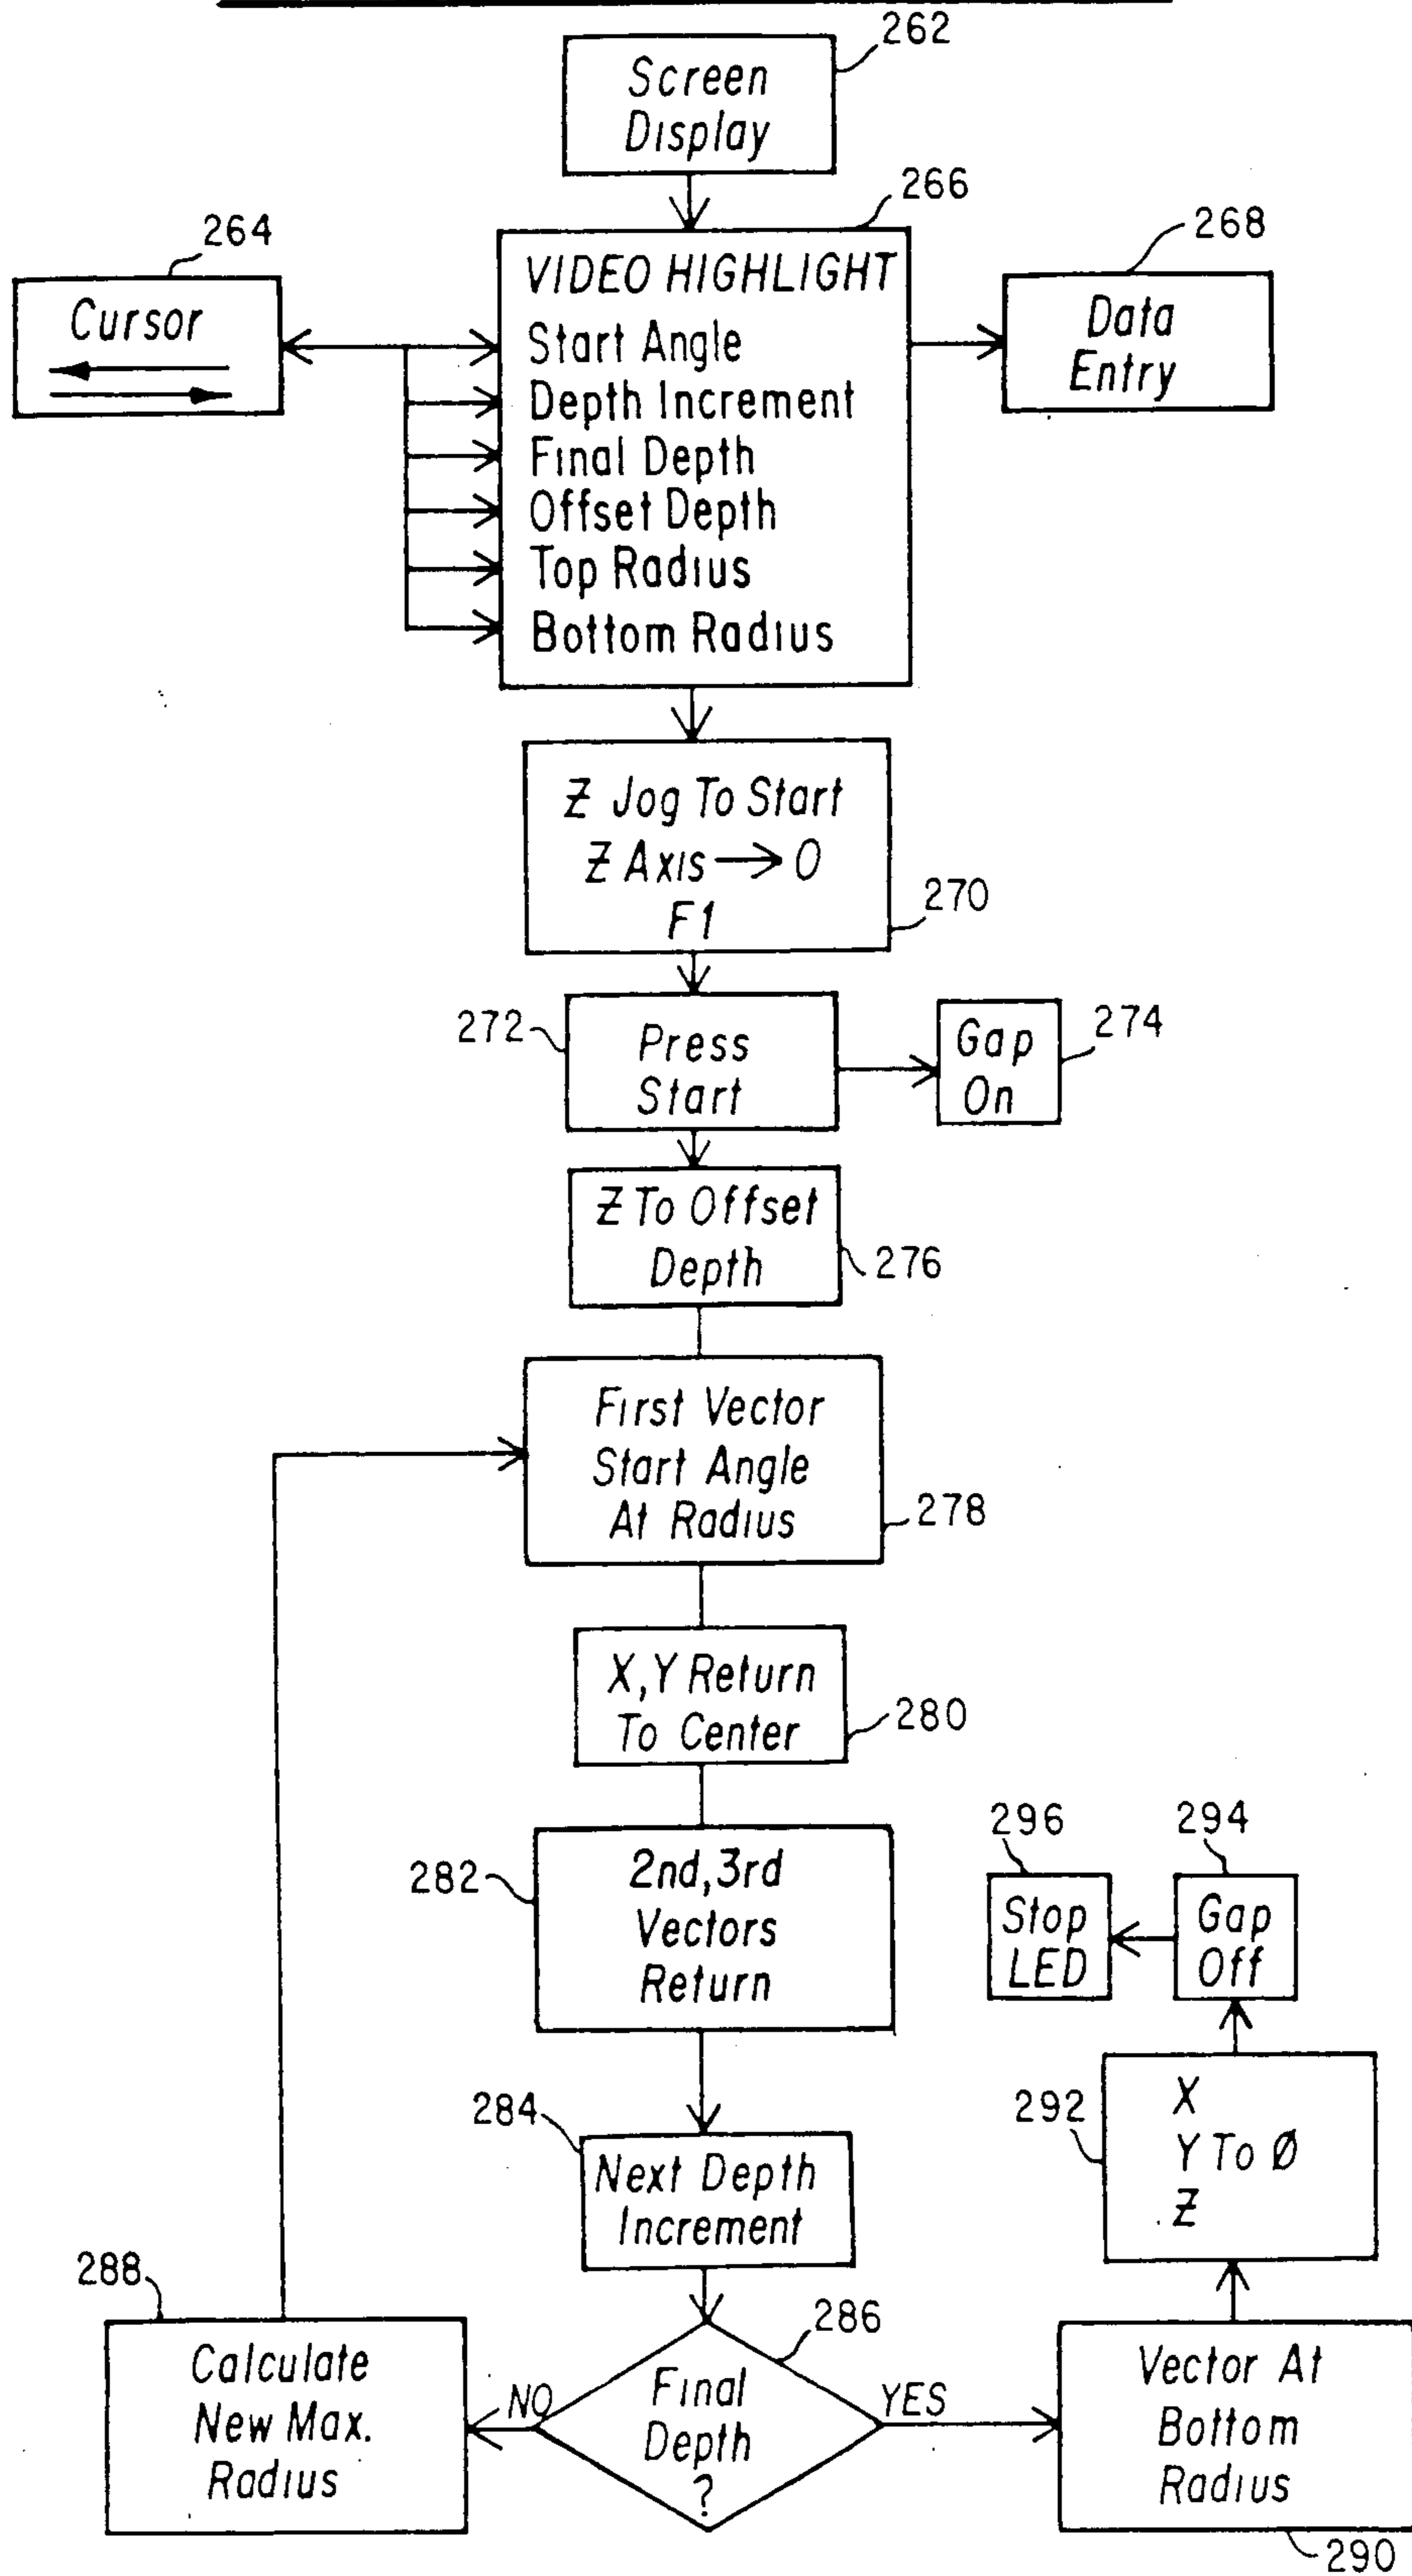 262
Screen
Display
266
264
268
Cursor
VIDEO HIGHLIGHT
Start Angle
Depth Increment
Final Depth
Offset Depth
Top Radius
Bottom Radius
Data
Entry
Z Jog To Start
Z Axis → 0
F1
270
272
Press
Start
Gap
On
274
Z To Offset
Depth
276
First Vector
Start Angle
At Radius
278
X, Y Return
To Center
280
282
2nd, 3rd
Vectors
Return
296
294
Stop
LED
Gap
Off
284
Next Depth
Increment
292
X
Y To Ø
Z
288
286
Calculate
New Max.
Radius
NO
Final
Depth
?
YES
Vector At
Bottom
Radius
290